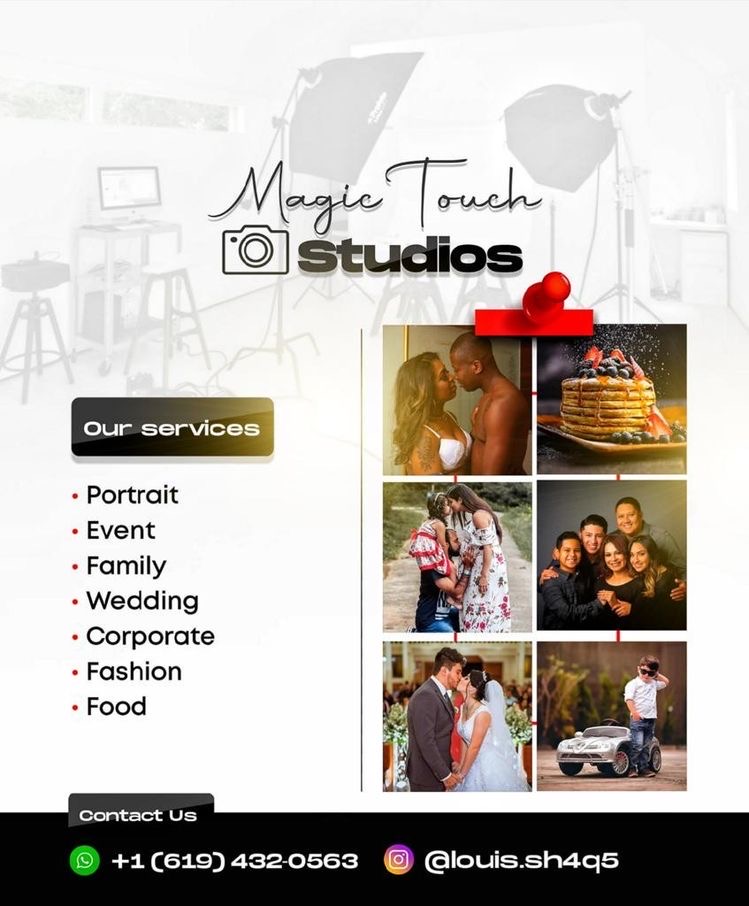 Magic Touch
Studios
Our services
• Portrait
• Event
• Family
• Wedding
• Corporate
• Fashion
• Food
Contact Us
+1 (619) 432-0563 @louis.sh4q5